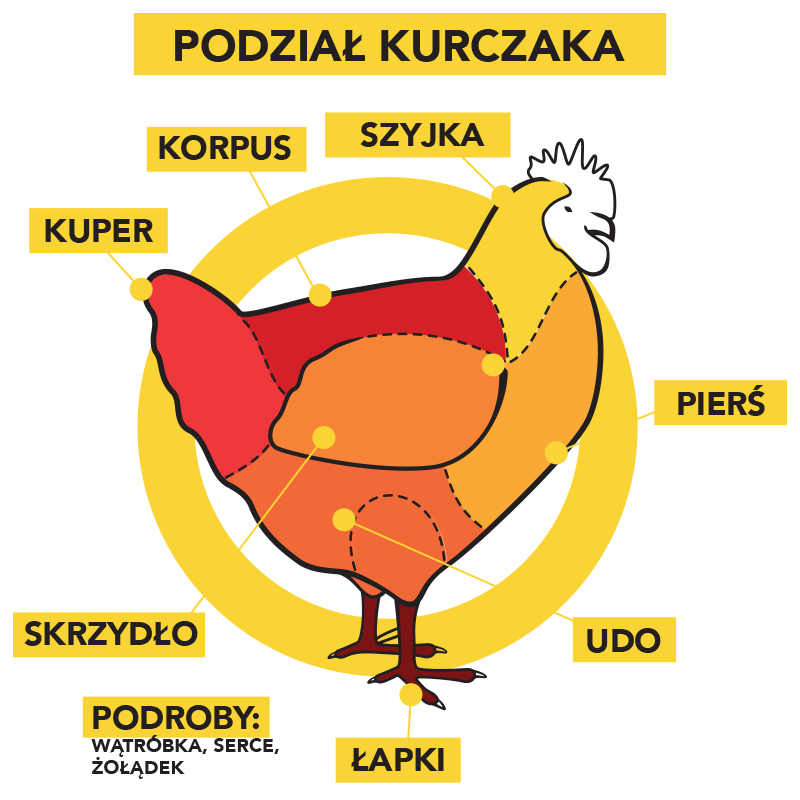 PODZIAŁ KURCZAKA
SZYJKA
KORPUS
KUPER
PIERŚ
SKRZYDŁO
UDO
PODROBY:
WĄTRÓBKA, SERCE,
ŻOŁĄDEK
ŁAPKI